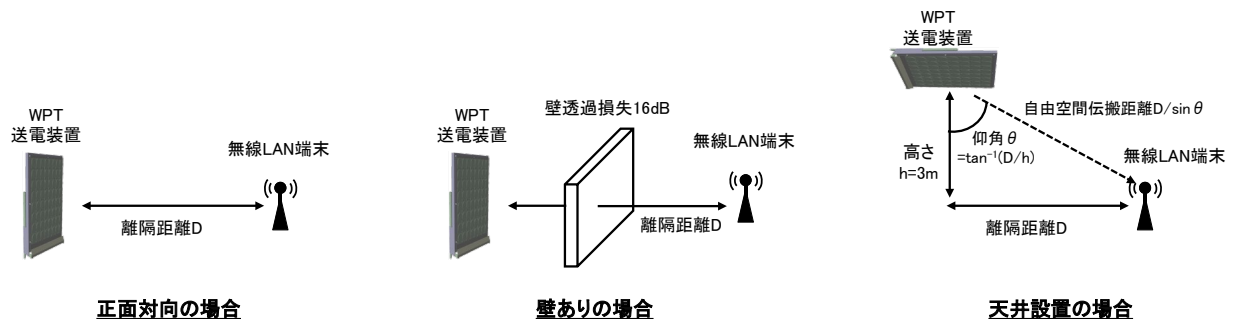 WPT
送電装置
無線LAN端末
離隔距離D
正面対向の場合
WPT
送電装置
壁透過損失16dB
無線LAN端末
離隔距離D
壁ありの場合
WPT
送電装置
自由空間伝搬距離D/sinθ
高さ
h=3m
仰角θ
=tan⁻¹(D/h)
無線LAN端末
離隔距離D
天井設置の場合